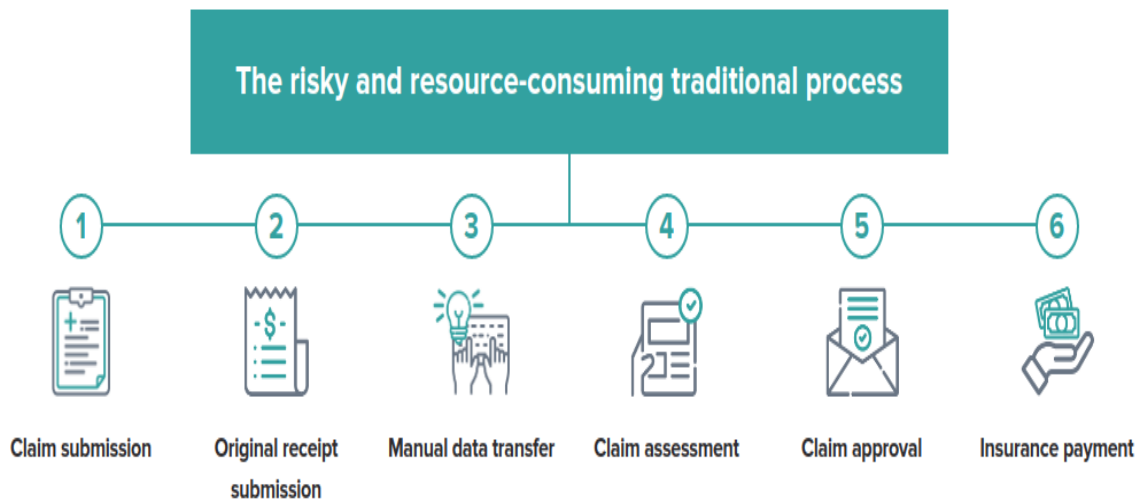 The risky and resource-consuming traditional process
1 2 3 4 5 6
$
Claim submission
Original receipt
submission
Manual data transfer
Claim assessment
Claim approval
Insurance payment